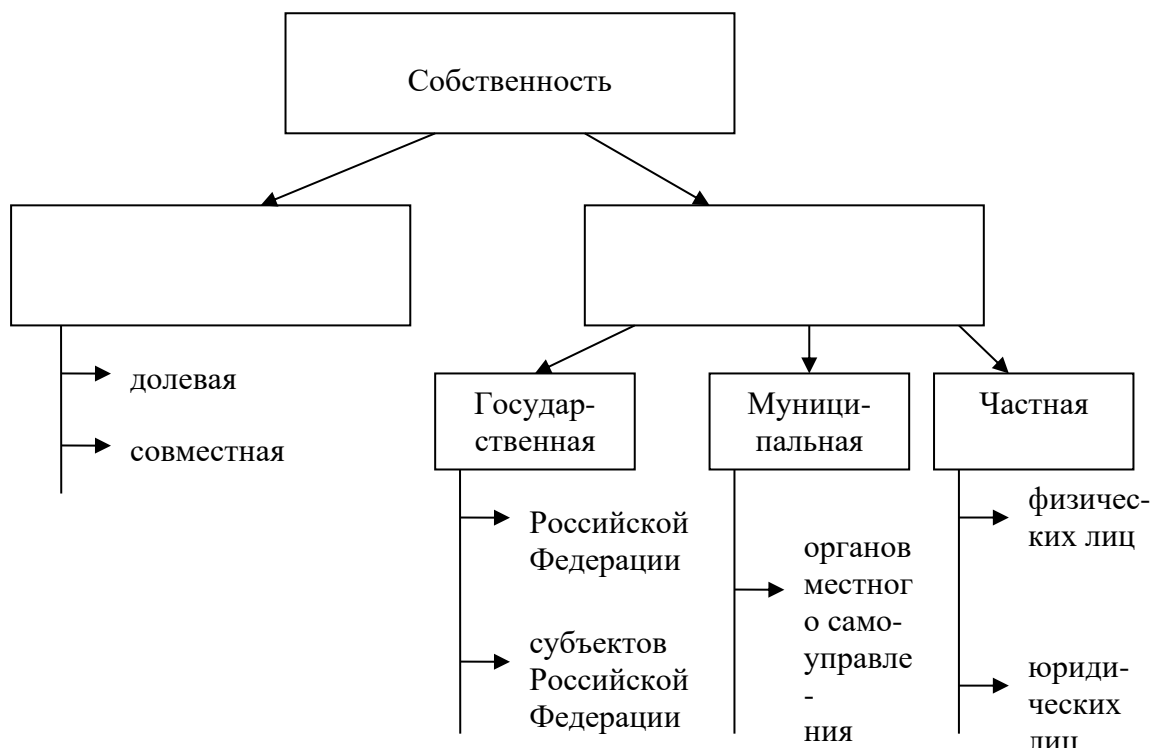 Собственность
долевая
совместная
Государ-
ственная
Российской
Федерации
субъектов
Российской
Федерации
Муници-
пальная
органов
местног
о само-
управле
-
ния
Частная
физичес-
ких лиц
юриди-
ческих
лиц